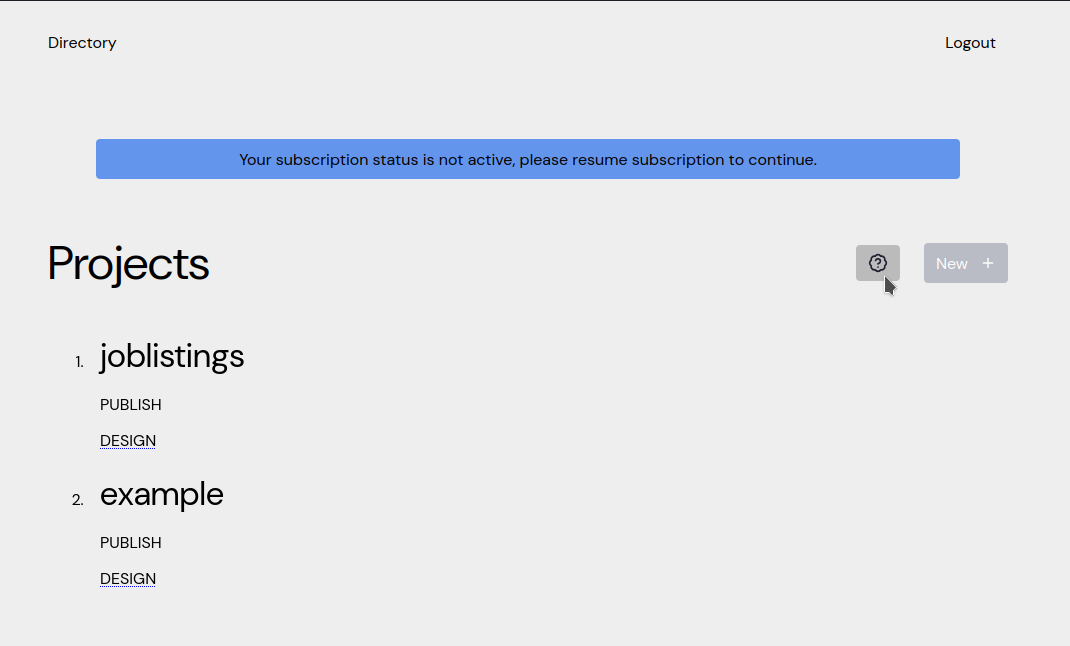 Directory
Logout
Your subscription status is not active, please resume subscription to continue.
Projects
?
New +
1. joblistings
PUBLISH
DESIGN
2. example
PUBLISH
DESIGN